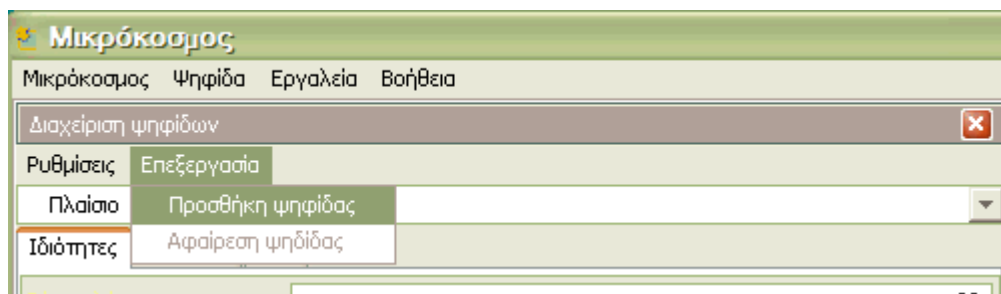 Μικρόκοσμος
Μικρόκοσμος Ψηφίδα Εργαλεία Βοήθεια
Διαχείριση ψηφίδων
Ρυθμίσεις Επεξεργασία
Πλαίσιο Προσθήκη ψηφίδας
Ιδιότητες Αφαίρεση ψηδίδας